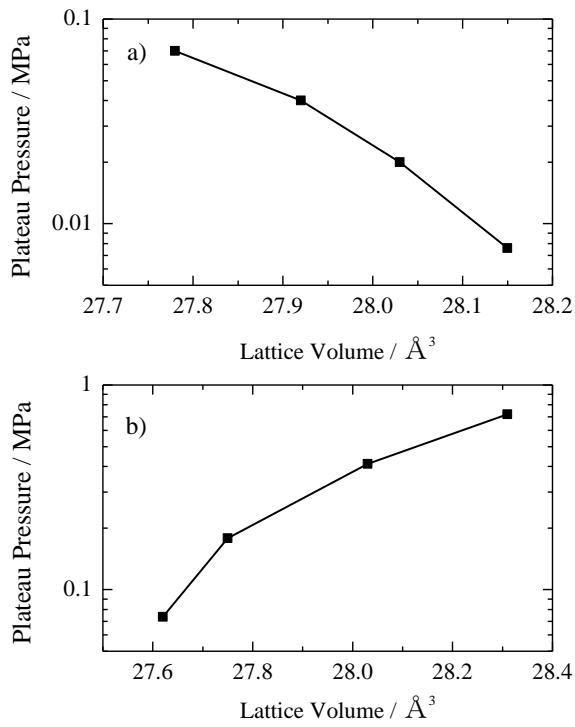 0.1
a)
Plateau Pressure / MPa
0.01
27.7 27.8 27.9 28.0 28.1 28.2
Lattice Volume / Å³
1
b)
Plateau Pressure / MPa
0.1
27.6 27.8 28.0 28.2 28.4
Lattice Volume / Å³